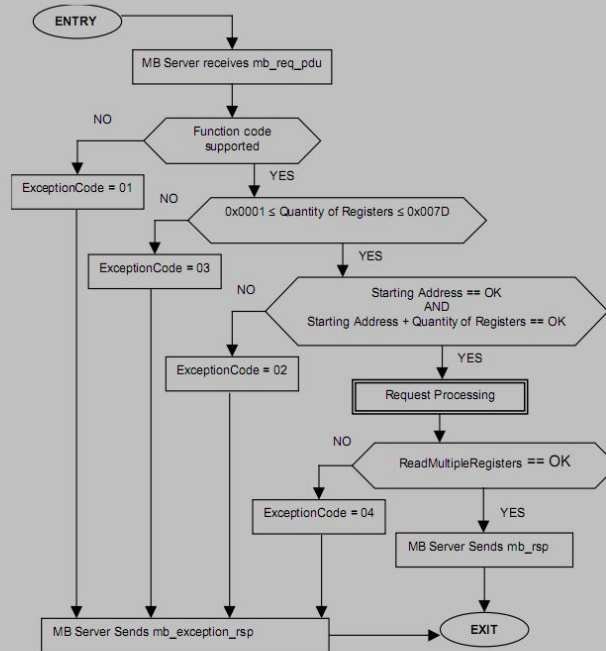 ENTRY
MB Server receives mb_req_pdu
NO
Function code
supported
YES
ExceptionCode = 01
NO
0x0001 ≤ Quantity of Registers ≤ 0x007D
YES
ExceptionCode = 03
NO
Starting Address == OK
AND
Starting Address + Quantity of Registers == OK
YES
ExceptionCode = 02
Request Processing
NO
ReadMultipleRegisters == OK
YES
ExceptionCode = 04
MB Server Sends mb_rsp
MB Server Sends mb_exception_rsp
EXIT